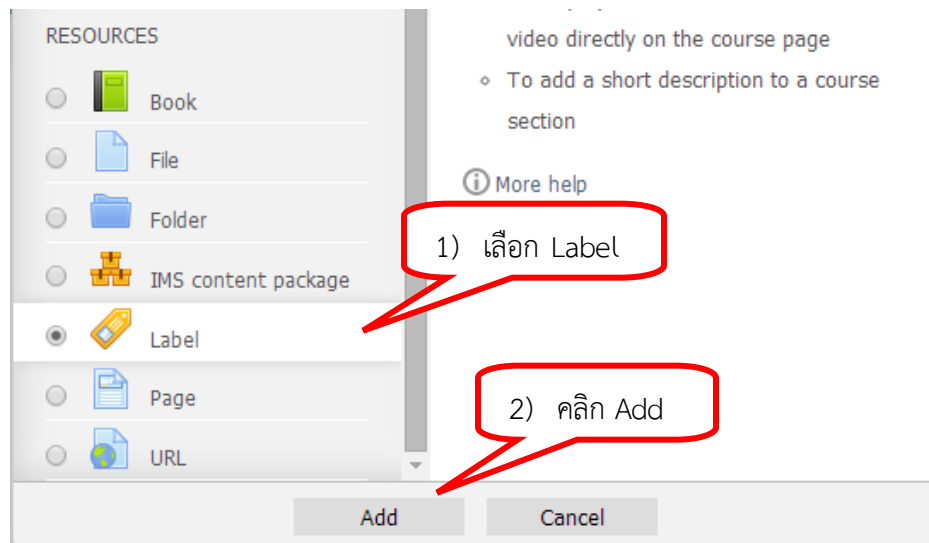 RESOURCES
Book
File
Folder
IMS content package
Label
Page
URL
video directly on the course page
To add a short description to a course
section
More help
1) เลือก Label
2) คลิก Add
Add
Cancel